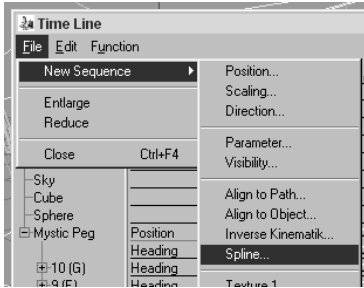 Time Line
File Edit Function
New Sequence
Position...
Scaling...
Direction...
Parameter...
Visibility...
Align to Path...
Align to Object...
Inverse Kinematik...
Spline...
Texture 1
Entlarge
Reduce
Close Ctrl+F4
Sky
Cube
Sphere
Mystic Peg Position
Heading
10 (G) Heading
9 (F) Heading